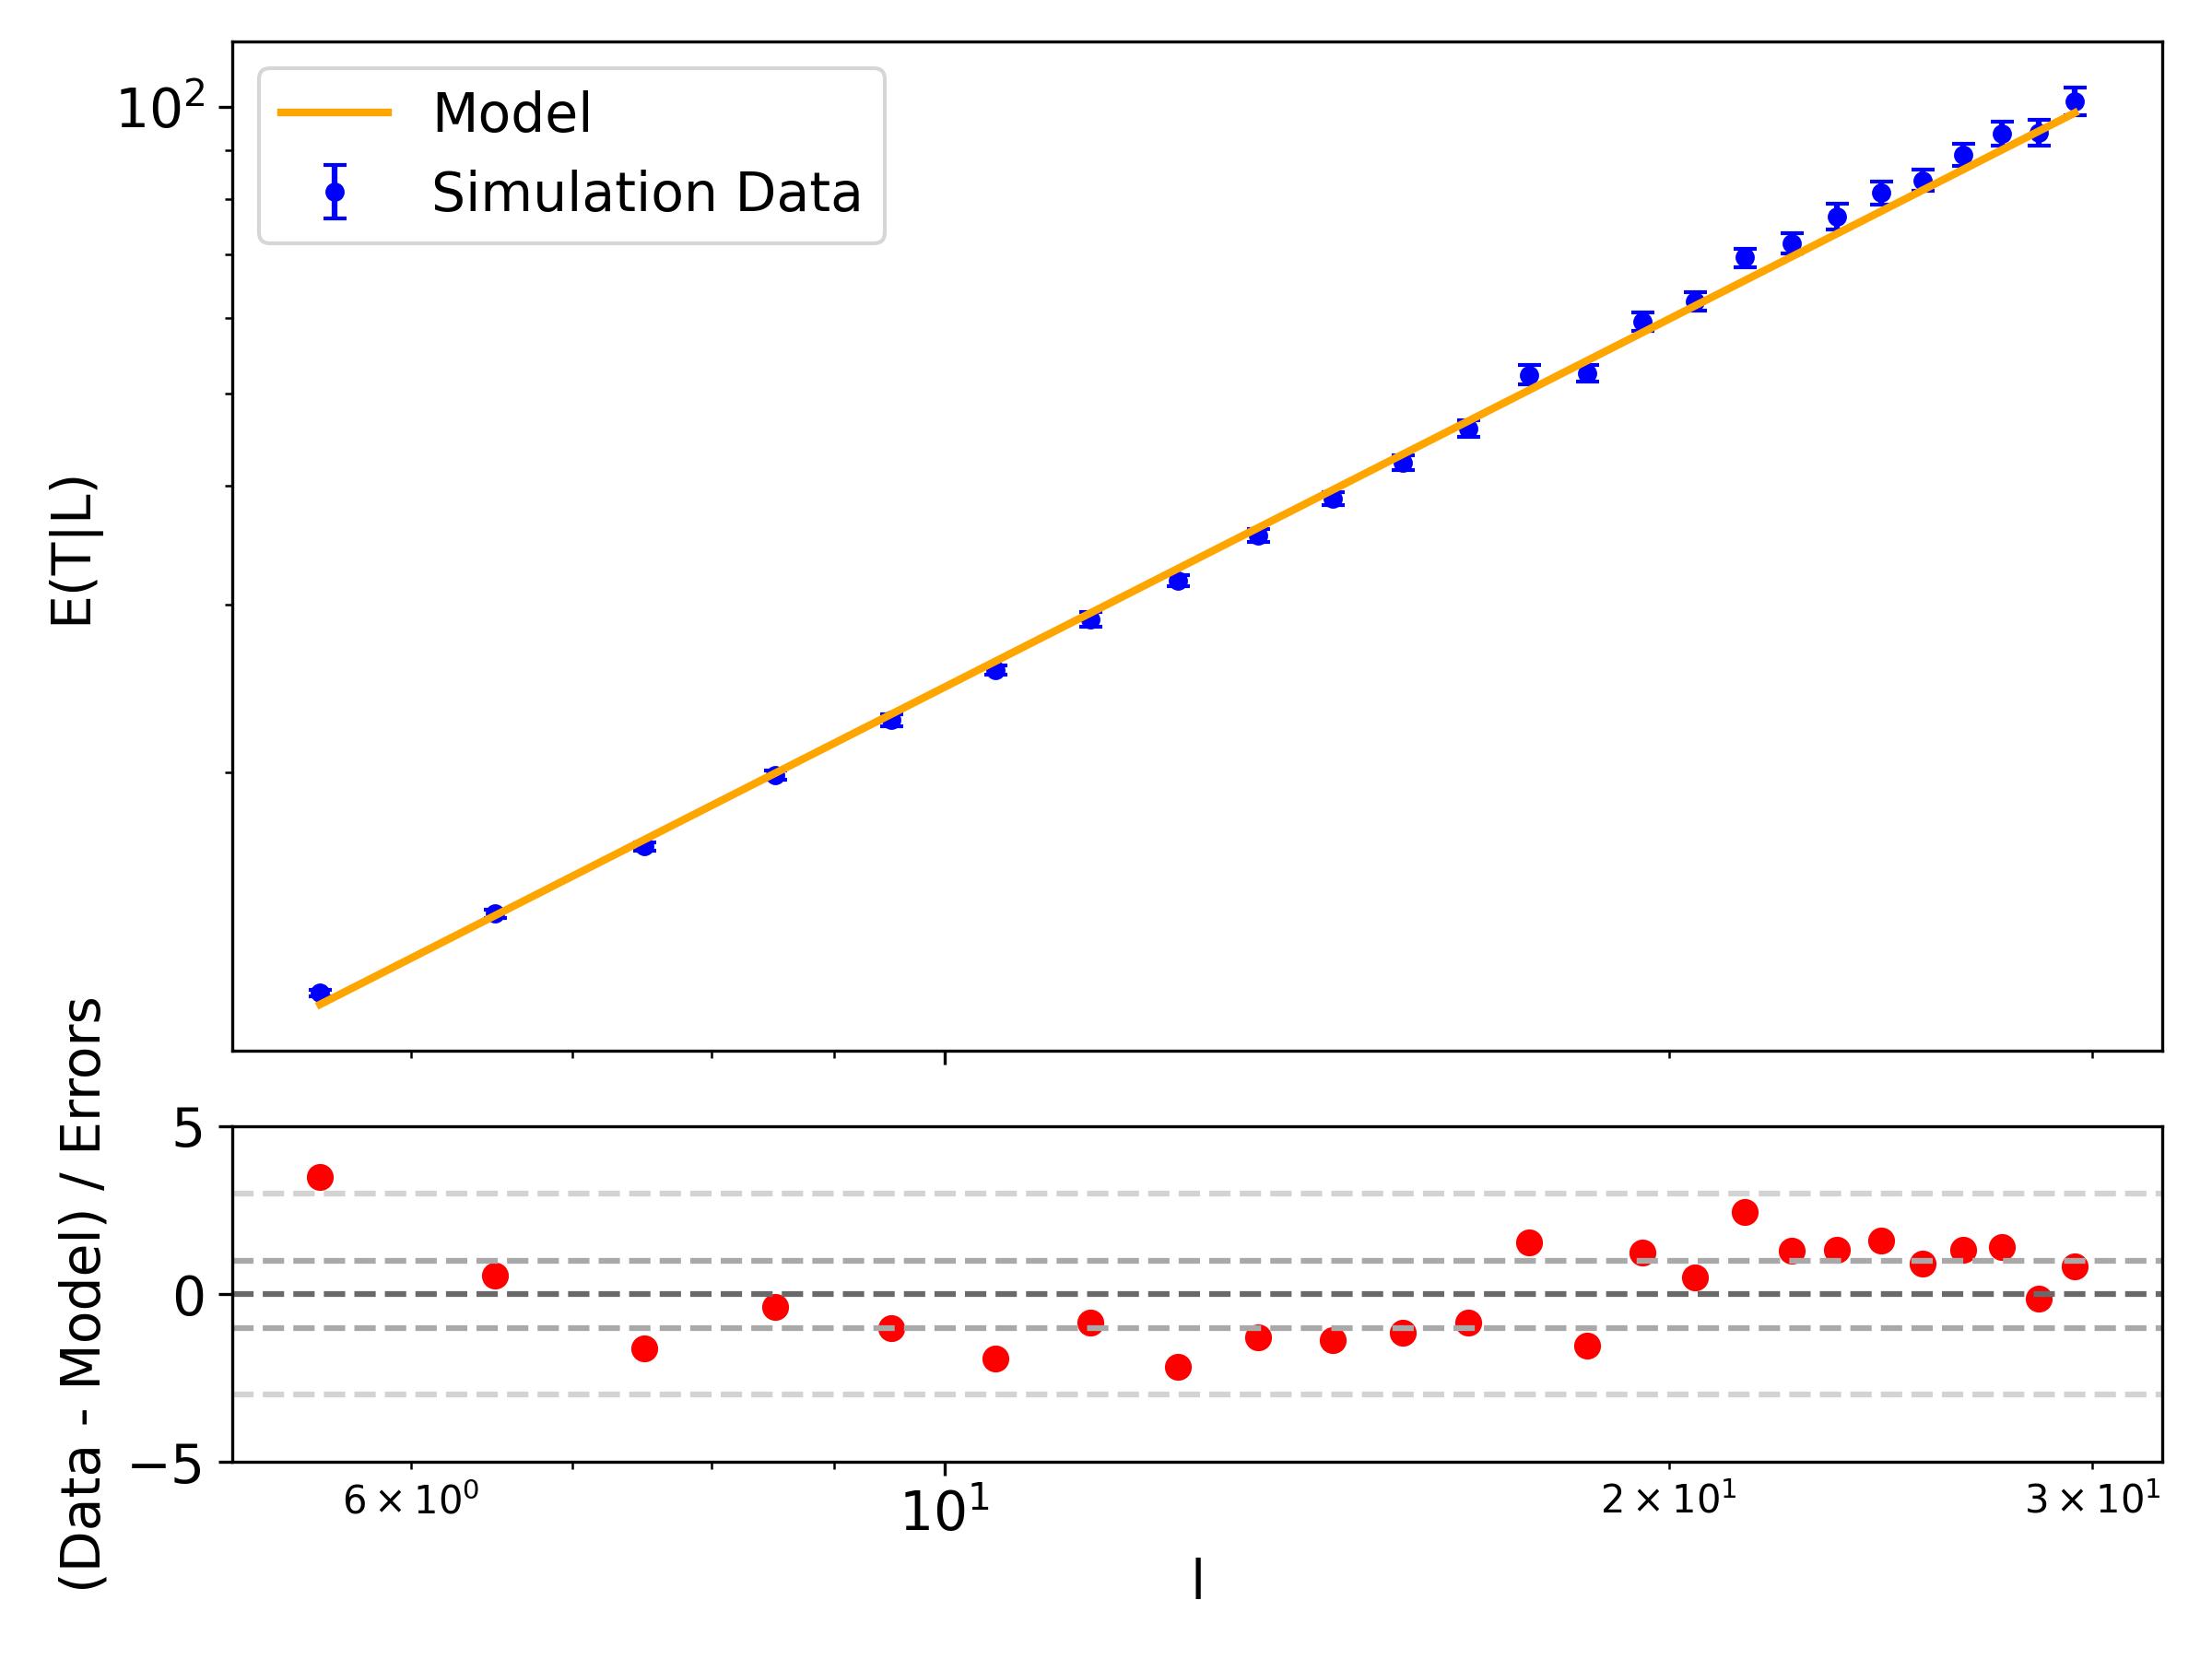 10²
Model
Simulation Data
E(T|L)
5
0
−5
(Data - Model) / Errors
6 × 10⁰
10¹
2 × 10¹
3 × 10¹
l